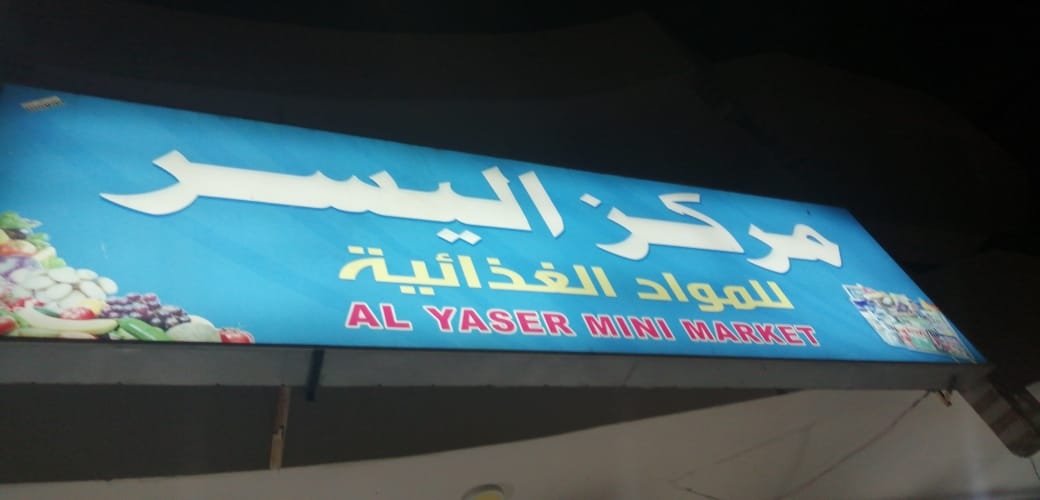 مركز اليسر
للمواد الغذائية
AL YASER MINI MARKET